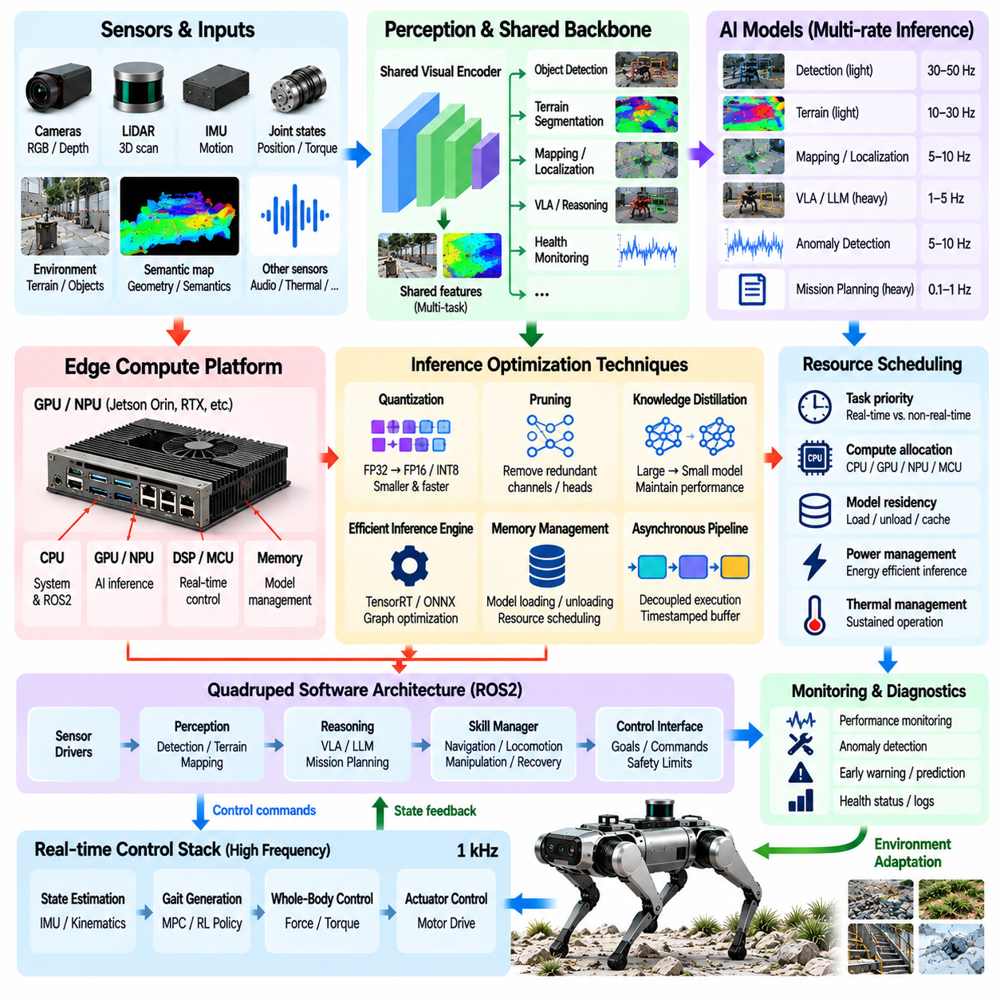 Sensors & Inputs
Cameras
RGB / Depth
LiDAR
3D scan
IMU
Motion
Joint states
Position / Torque
Environment
Terrain / Objects
Semantic map
Geometry / Semantics
Other sensors
Audio / Thermal / ...
Perception & Shared Backbone
Shared Visual Encoder
Shared features
(Multi-task)
Object Detection
Terrain
Segmentation
Mapping /
Localization
VLA / Reasoning
Health
Monitoring
...
AI Models (Multi-rate Inference)
Detection (light)
30–50 Hz
Terrain (light)
10–30 Hz
Mapping / Localization
5–10 Hz
VLA / LLM (heavy)
1–5 Hz
Anomaly Detection
5–10 Hz
Mission Planning (heavy)
0.1–1 Hz
Edge Compute Platform
GPU / NPU (Jetson Orin, RTX, etc.)
CPU
System
& ROS2
GPU / NPU
AI inference
DSP / MCU
Real-time
control
Memory
Model
management
Inference Optimization Techniques
Quantization
FP32 → FP16 / INT8
Smaller & faster
Pruning
Remove redundant
channels / heads
Knowledge Distillation
Large → Small model
Maintain performance
Efficient Inference Engine
TensorRT / ONNX
Graph optimization
Memory Management
Model loading / unloading
Resource scheduling
Asynchronous Pipeline
Decoupled execution
Timestamped buffer
Resource Scheduling
Task priority
Real-time vs. non-real-time
CPU
Compute allocation
CPU / GPU / NPU / MCU
Model residency
Load / unload / cache
Power management
Energy efficient inference
Thermal management
Sustained operation
Quadruped Software Architecture (ROS2)
Sensor
Drivers
Perception
Detection / Terrain
Mapping
Reasoning
VLA / LLM
Mission Planning
Skill Manager
Navigation / Locomotion
Manipulation / Recovery
Control Interface
Goals / Commands
Safety Limits
Monitoring & Diagnostics
Performance monitoring
Anomaly detection
Early warning / prediction
Health status / logs
Control commands
State feedback
Environment
Adaptation
Real-time Control Stack (High Frequency)
1 kHz
State Estimation
IMU / Kinematics
Gait Generation
MPC / RL Policy
Whole-Body Control
Force / Torque
Actuator Control
Motor Drive